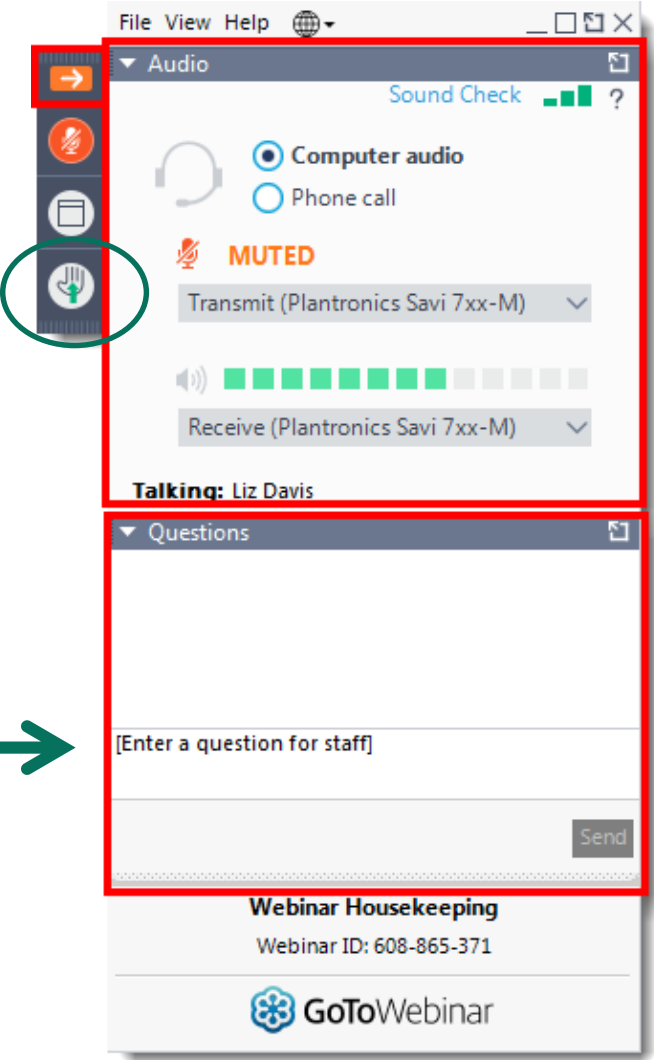 File View Help
Audio
Sound Check ?
Computer audio
Phone call
MUTED
Transmit (Plantronics Savi 7xx-M)
Receive (Plantronics Savi 7xx-M)
Talking: Liz Davis
Questions
[Enter a question for staff]
Send
Webinar Housekeeping
Webinar ID: 608-865-371
GoToWebinar